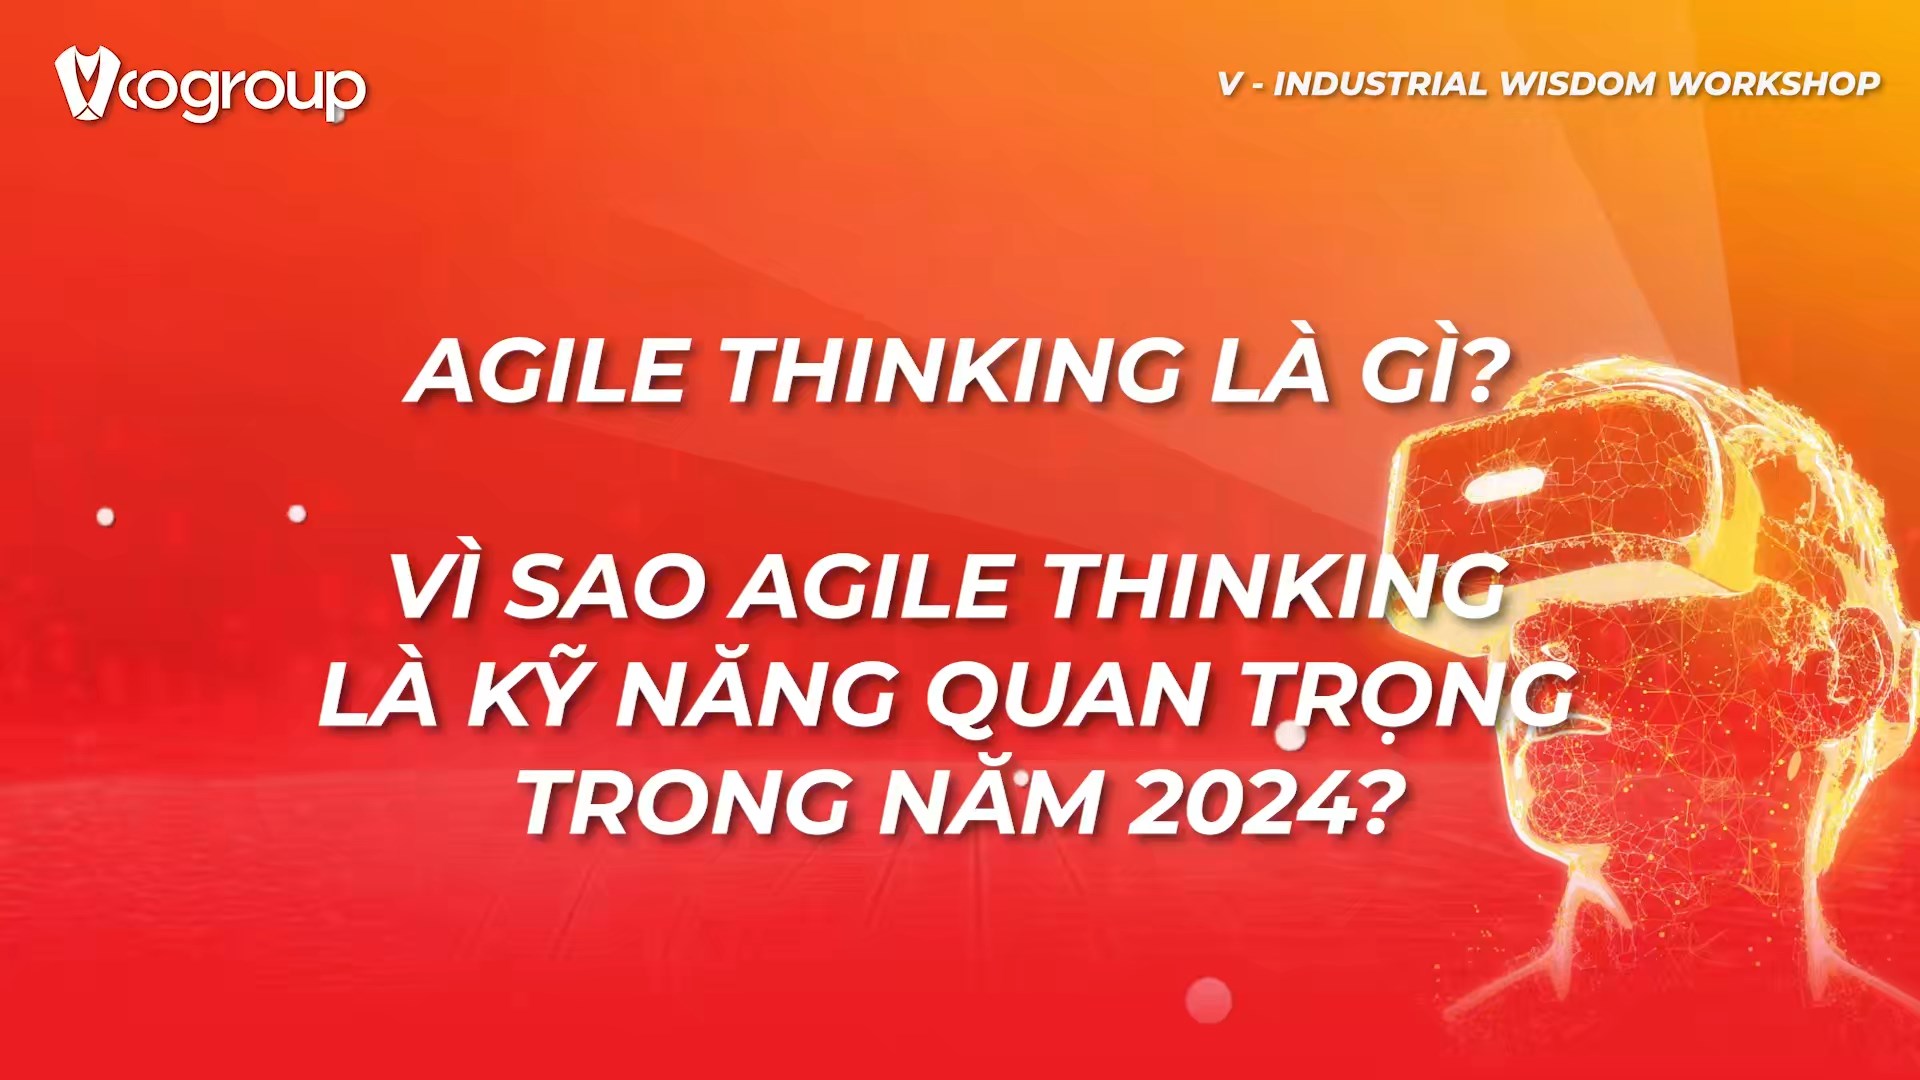 Vcogroup
V - INDUSTRIAL WISDOM WORKSHOP
AGILE THINKING LÀ GÌ?
VÌ SAO AGILE THINKING
LÀ KỸ NĂNG QUAN TRỌNG
TRONG NĂM 2024?